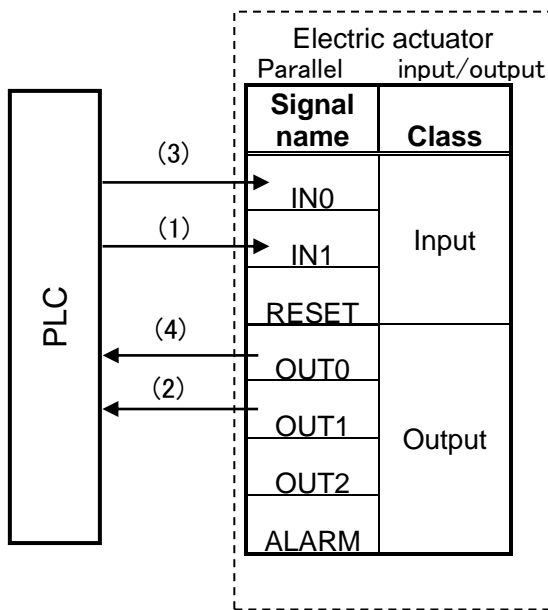 Electric actuator
Parallel input/output
Signal name
Class
(3)
IN0
(1)
IN1
Input
RESET
PLC
(4)
OUT0
(2)
OUT1
Output
OUT2
ALARM